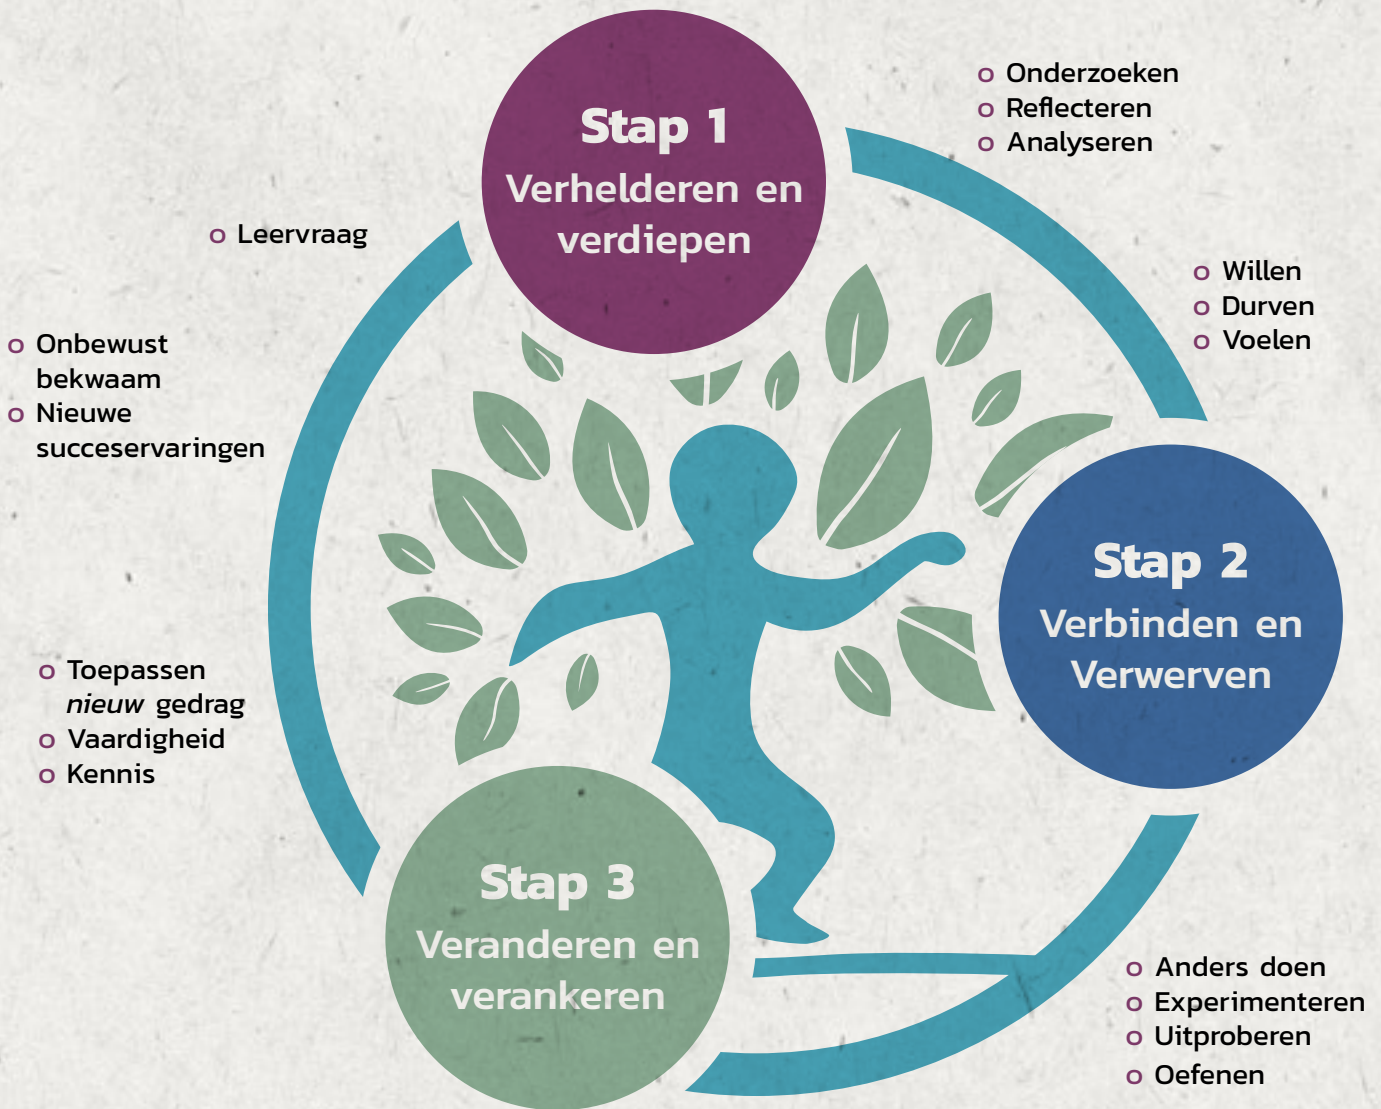 Stap 1
Verhelderen en
verdiepen
o Onderzoeken
o Reflecteren
o Analyseren
o Willen
o Durven
o Voelen
Stap 2
Verbinden en
Verwerven
o Anders doen
o Experimenteren
o Uitproberen
o Oefenen
Stap 3
Veranderen en
verankeren
o Toepassen
nieuw gedrag
o Vaardigheid
o Kennis
o Onbewust
bekwaam
o Nieuwe
succeservaringen
o Leervraag